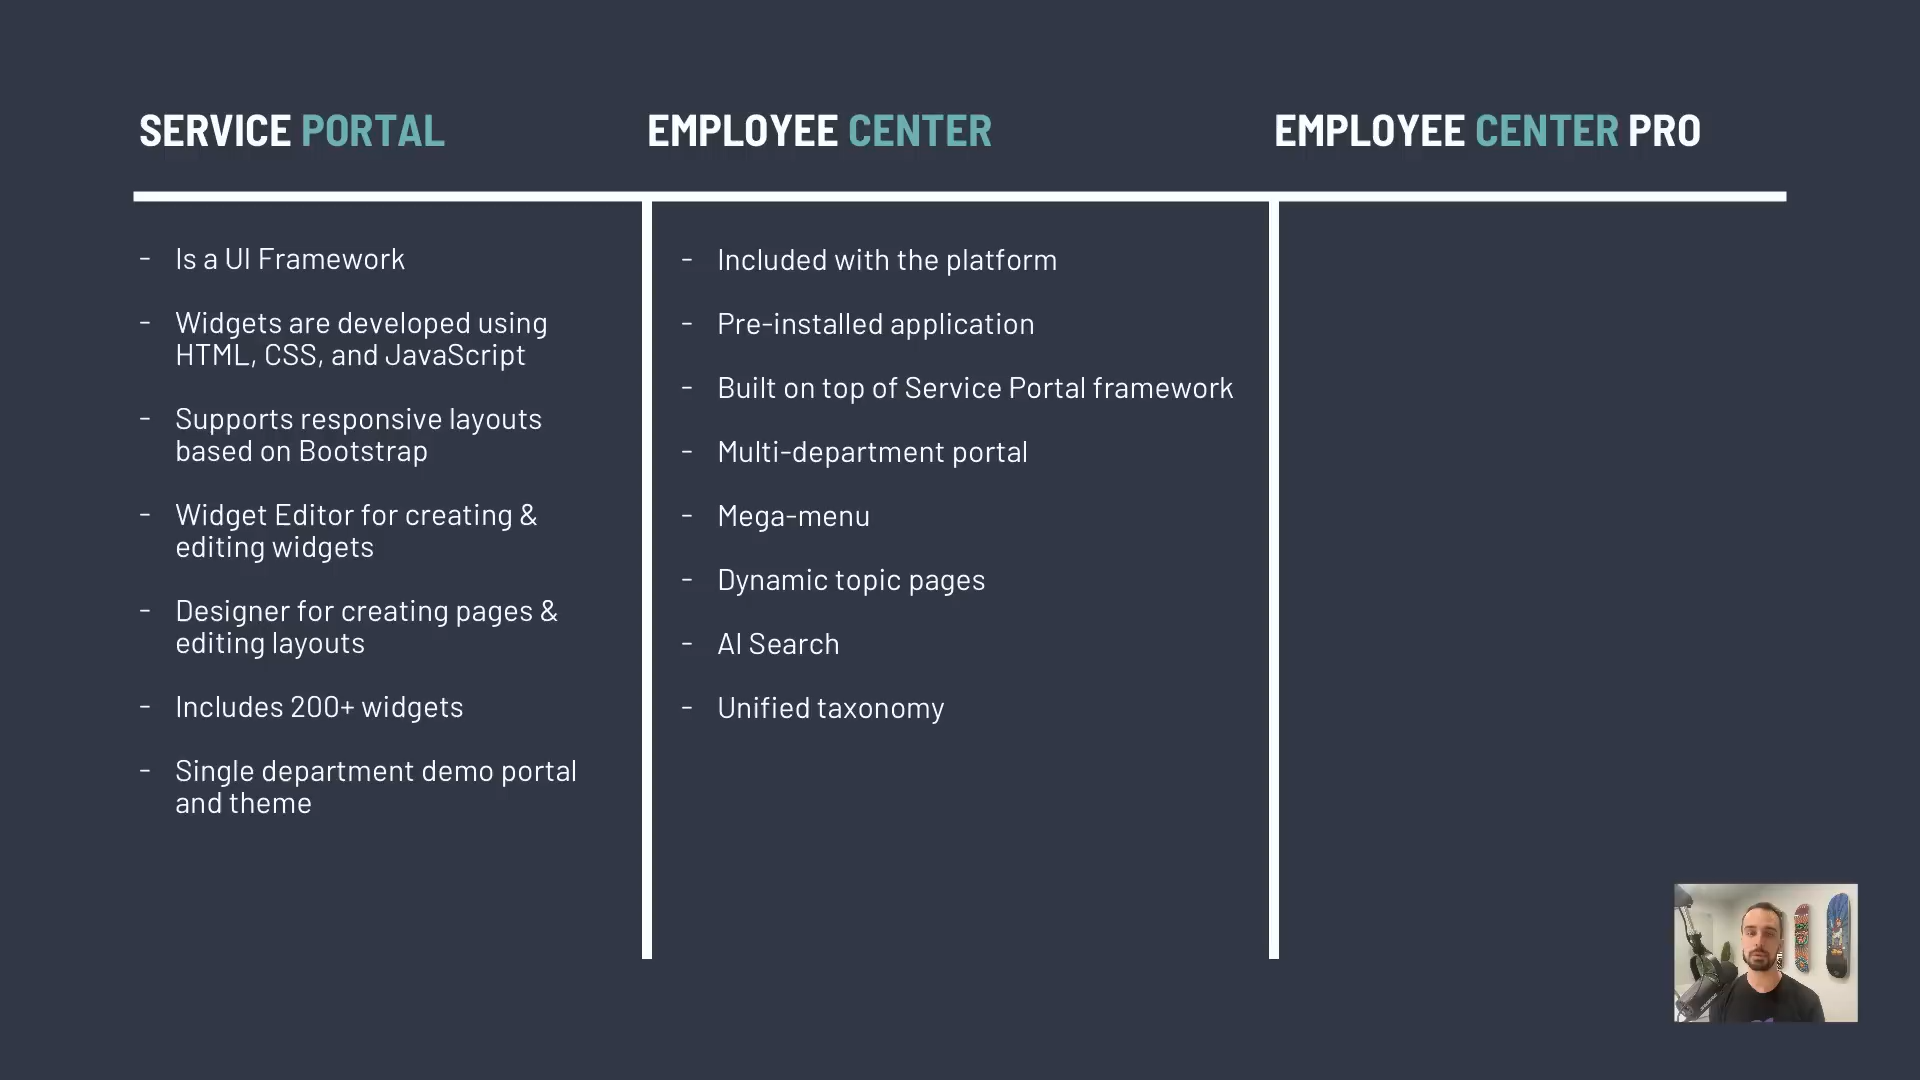 SERVICE PORTAL
EMPLOYEE CENTER
EMPLOYEE CENTER PRO
- Is a UI Framework
- Widgets are developed using
HTML, CSS, and JavaScript
- Supports responsive layouts
based on Bootstrap
- Widget Editor for creating &
editing widgets
- Designer for creating pages &
editing layouts
- Includes 200+ widgets
- Single department demo portal
and theme
- Included with the platform
- Pre-installed application
- Built on top of Service Portal framework
- Multi-department portal
- Mega-menu
- Dynamic topic pages
- AI Search
- Unified taxonomy